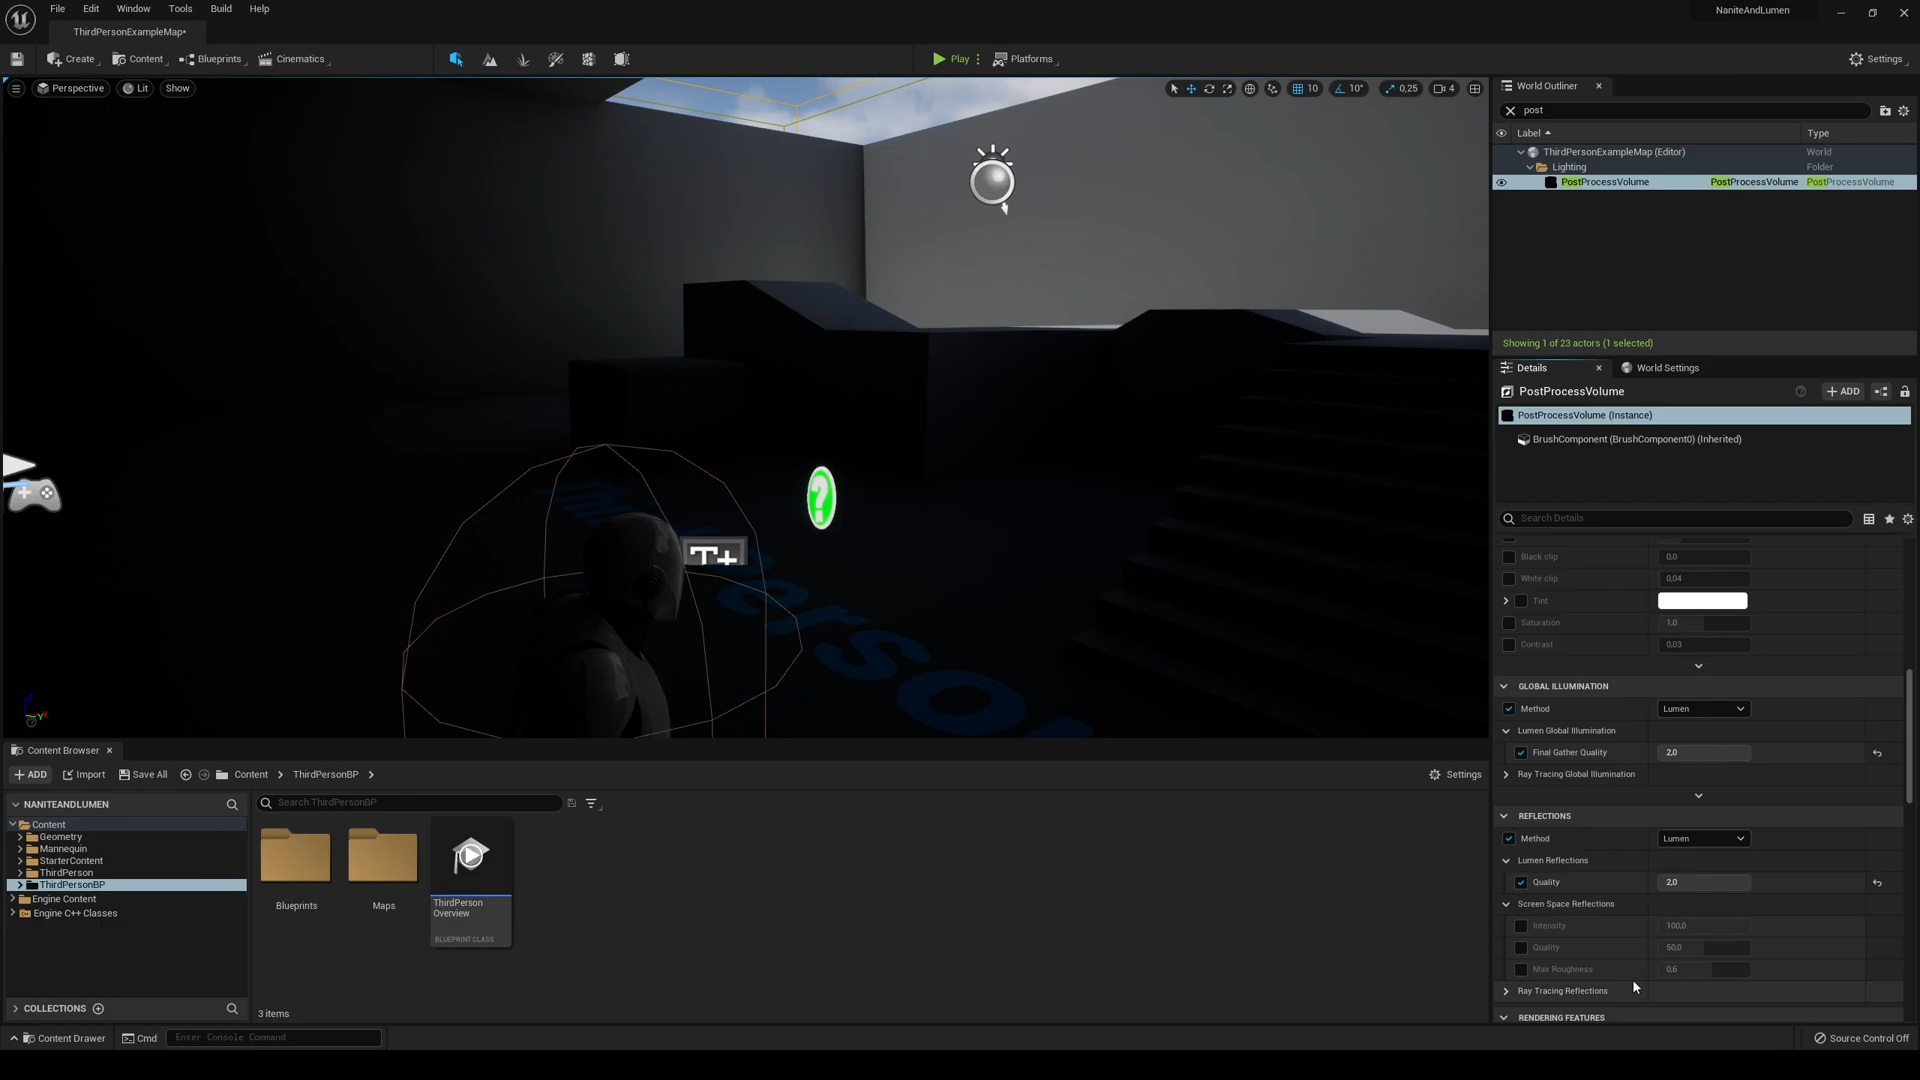 File Edit Window Tools Build Help
NaniteAndLumen
ThirdPersonExampleMap*
Create Content Blueprints Cinematics
Play Platforms
Settings
Perspective Lit Show
10 10° 0,25 4
T+
World Outliner
post
Label Type
ThirdPersonExampleMap (Editor) World
Lighting Folder
PostProcessVolume PostProcessVolume PostProcessVolume
Showing 1 of 23 actors (1 selected)
Details World Settings
PostProcessVolume
+ ADD
PostProcessVolume (Instance)
BrushComponent (BrushComponent0) (Inherited)
Search Details
Black clip 0,0
White clip 0,04
Tint
Saturation 1,0
Contrast 0,03
GLOBAL ILLUMINATION
Method Lumen
Lumen Global Illumination
Final Gather Quality 2,0
Ray Tracing Global Illumination
REFLECTIONS
Method Lumen
Lumen Reflections
Quality 2,0
Screen Space Reflections
Intensity 100,0
Quality 50,0
Max Roughness 0,6
Ray Tracing Reflections
RENDERING FEATURES
Content Browser
+ ADD Import Save All Content ThirdPersonBP
Settings
NANITEANDLUMEN
Search ThirdPersonBP
Content
Geometry
Mannequin
StarterContent
ThirdPerson
ThirdPersonBP
Engine Content
Engine C++ Classes
Blueprints
Maps
ThirdPerson
Overview
BLUEPRINT CLASS
COLLECTIONS
3 items
Content Drawer Cmd Enter Console Command
Source Control Off